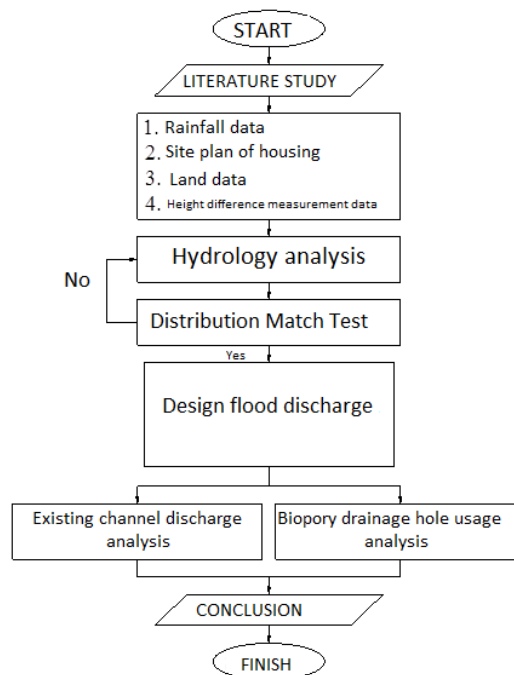 START
LITERATURE STUDY
1. Rainfall data
2. Site plan of housing
3. Land data
4. Height difference measurement data
Hydrology analysis
No
Distribution Match Test
Yes
Design flood discharge
Existing channel discharge
analysis
Biopory drainage hole usage
analysis
CONCLUSION
FINISH